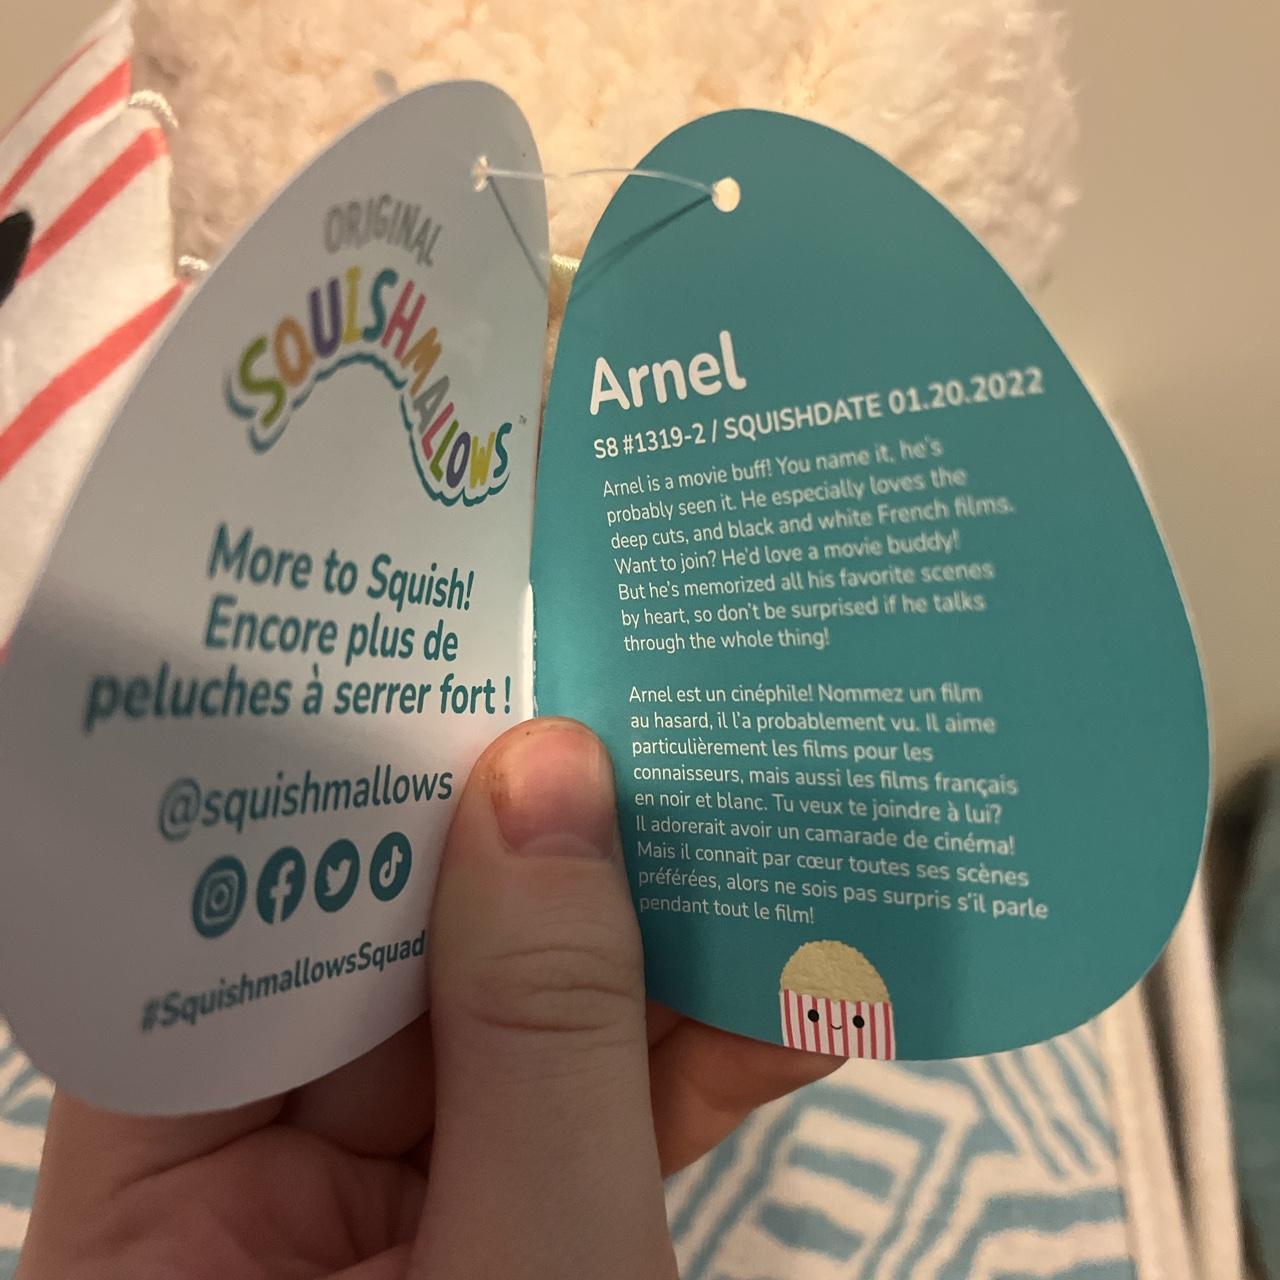 ORIGINAL
SQUISHMALLOWS™
More to Squish!
Encore plus de
peluches à serrer fort !
@squishmallows
#SquishmallowsSquad
Arnel
S8 #1319-2 / SQUISHDATE 01.20.2022
Arnel is a movie buff! You name it, he's
probably seen it. He especially loves the
deep cuts, and black and white French films.
Want to join? He'd love a movie buddy!
But he's memorized all his favorite scenes
by heart, so don't be surprised if he talks
through the whole thing!
Arnel est un cinéphile! Nommez un film
au hasard, il l'a probablement vu. Il aime
particulièrement les films pour les
connaisseurs, mais aussi les films français
en noir et blanc. Tu veux te joindre à lui?
Il adorerait avoir un camarade de cinéma!
Mais il connait par cœur toutes ses scènes
préférées, alors ne sois pas surpris s'il parle
pendant tout le film!